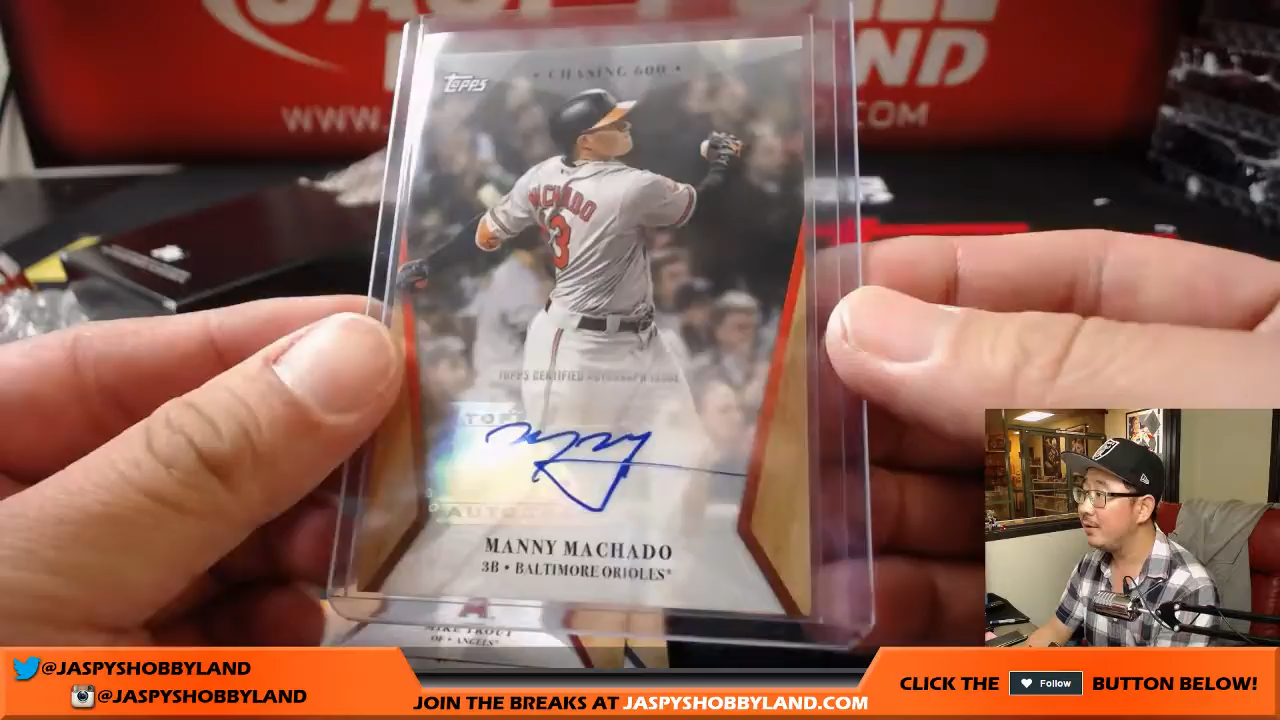 LAND
WWW.
.COM
• CHASING 600 •
Topps
MACHADO
13
TOPPS CERTIFIED AUTOGRAPH ISSUE
MANNY MACHADO
3B • BALTIMORE ORIOLES®
MIKE TROUT
OF • ANGELS®
@JASPYSHOBBYLAND
@JASPYSHOBBYLAND
JOIN THE BREAKS AT JASPYSHOBBYLAND.COM
CLICK THE Follow BUTTON BELOW!